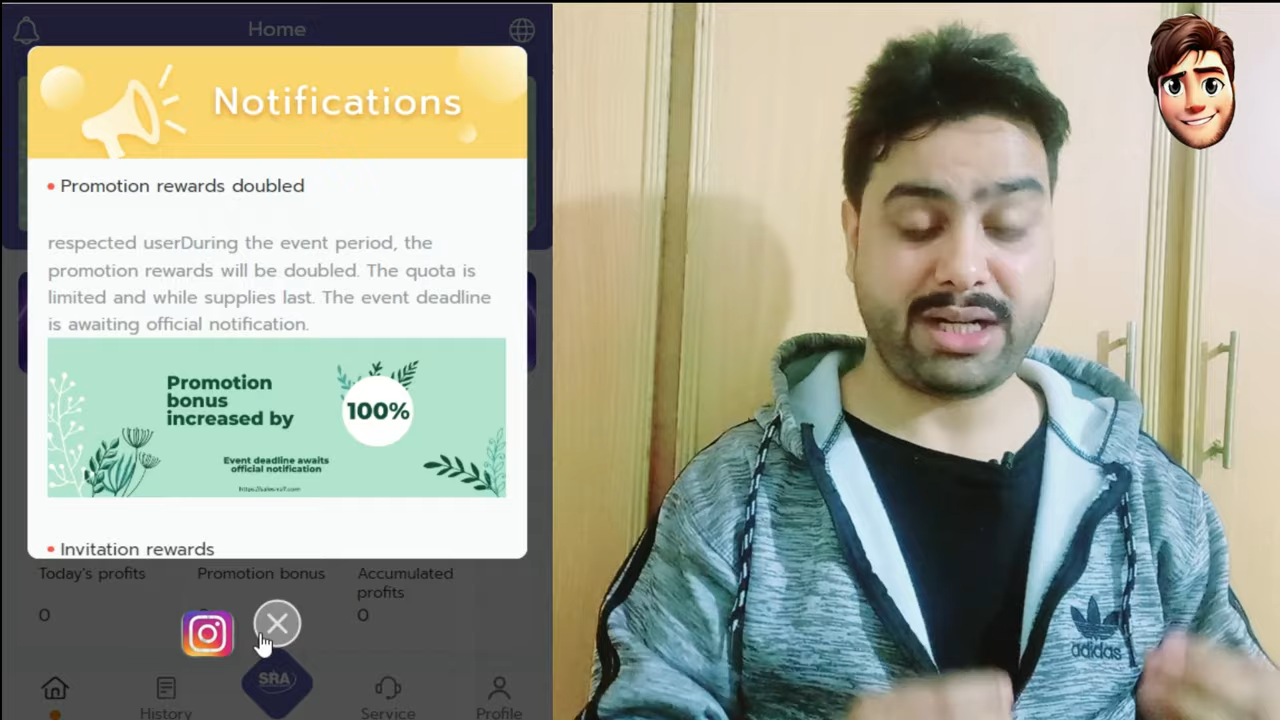 Home
Notifications
Promotion rewards doubled
respected userDuring the event period, the
promotion rewards will be doubled. The quota is
limited and while supplies last. The event deadline
is awaiting official notification.
Promotion
bonus
increased by
100%
Event deadline awaits
official notification
Invitation rewards
Today's profits
Promotion bonus
Accumulated
profits
0
0
SRA
History
Service
Profile
adidas